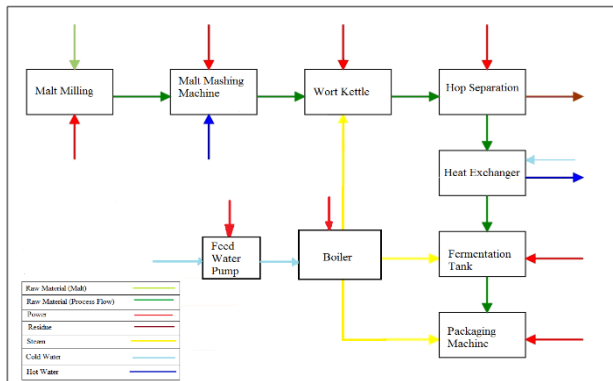 Malt Milling
Malt Mashing
Machine
Wort Kettle
Hop Separation
Heat Exchanger
Feed
Water
Pump
Boiler
Fermentation
Tank
Packaging
Machine
Raw Material (Malt)
Raw Material (Process Flow)
Power
Residue
Steam
Cold Water
Hot Water